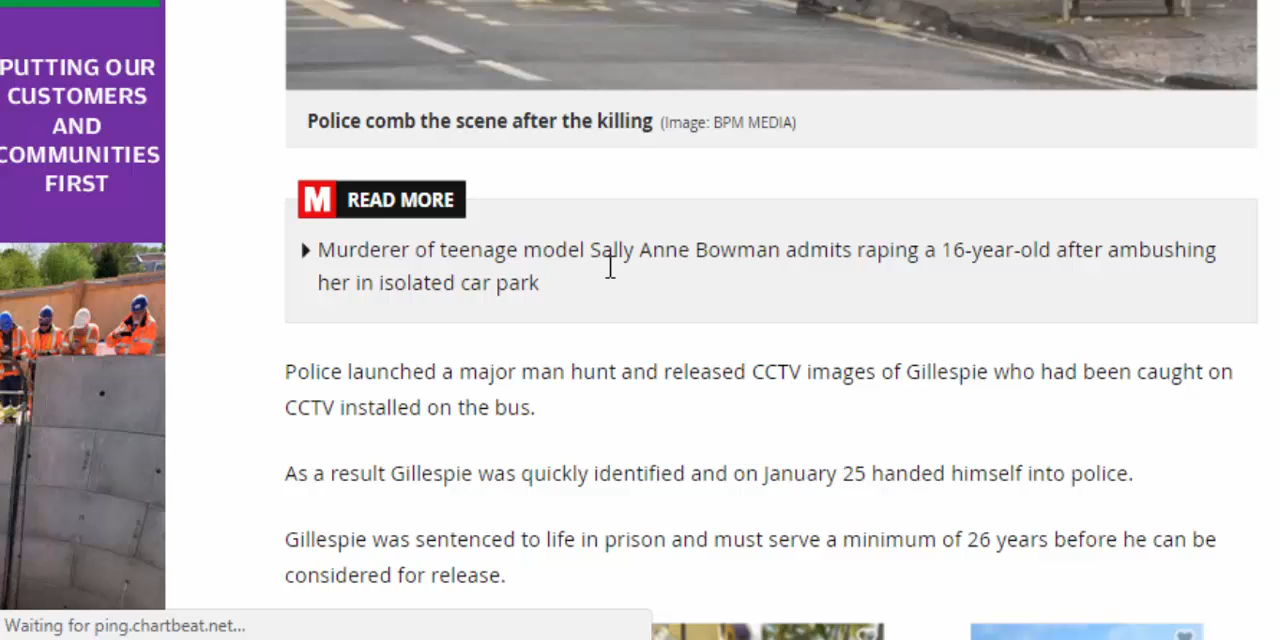 PUTTING OUR
CUSTOMERS
AND
COMMUNITIES
FIRST
Police comb the scene after the killing (Image: BPM MEDIA)
M READ MORE
Murderer of teenage model Sally Anne Bowman admits raping a 16-year-old after ambushing
her in isolated car park
Police launched a major man hunt and released CCTV images of Gillespie who had been caught on
CCTV installed on the bus.
As a result Gillespie was quickly identified and on January 25 handed himself into police.
Gillespie was sentenced to life in prison and must serve a minimum of 26 years before he can be
considered for release.
Waiting for ping.chartbeat.net...